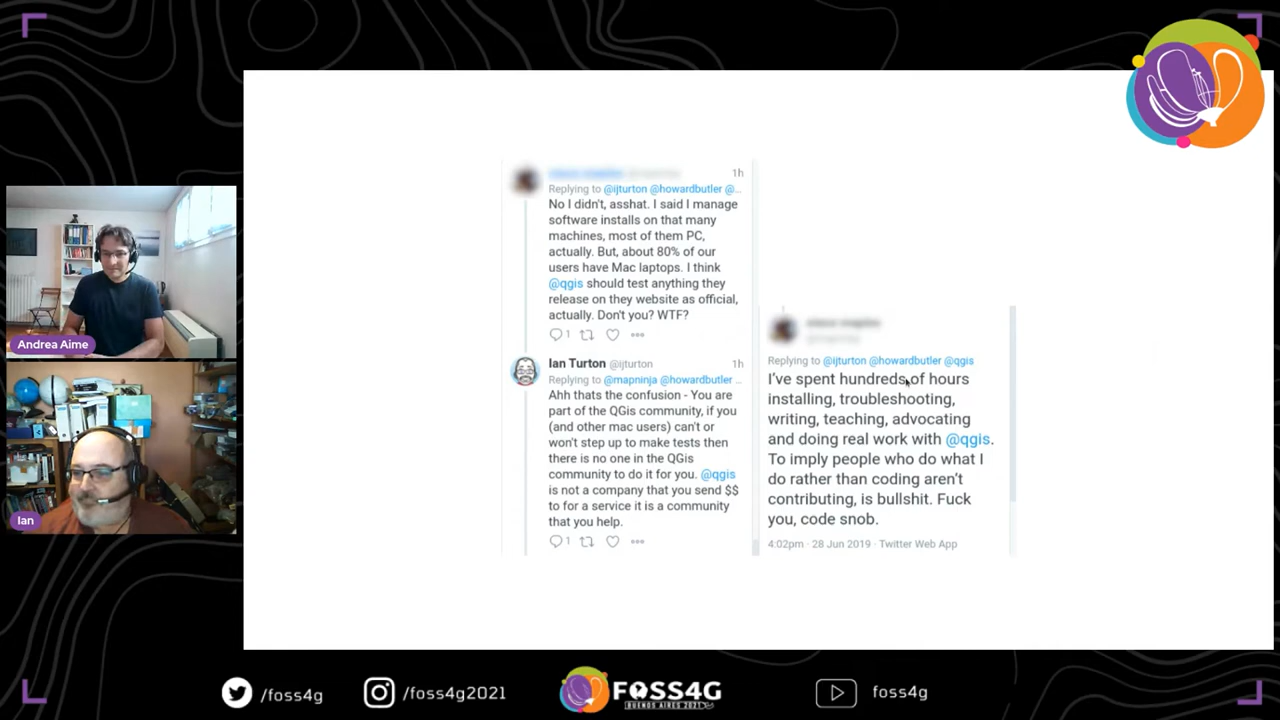 1h
Replying to @ijturton @howardbutler @..
No I didn't, asshat. I said I manage
software installs on that many
machines, most of them PC,
actually. But, about 80% of our
users have Mac laptops. I think
@qgis should test anything they
release on they website as official,
actually. Don't you? WTF?
1
Ian Turton @ijturton 1h
Replying to @mapninja @howardbutler ..
Ahh thats the confusion - You are
part of the QGis community, if you
(and other mac users) can't or
won't step up to make tests then
there is no one in the QGis
community to do it for you. @qgis
is not a company that you send $$
to for a service it is a community
that you help.
1
Replying to @ijturton @howardbutler @qgis
I've spent hundreds of hours
installing, troubleshooting,
writing, teaching, advocating
and doing real work with @qgis.
To imply people who do what I
do rather than coding aren't
contributing, is bullshit. Fuck
you, code snob.
4:02pm · 28 Jun 2019 · Twitter Web App
Andrea Aime
Ian
/foss4g
/foss4g2021
FOSS4G
BUENOS AIRES 2021
foss4g